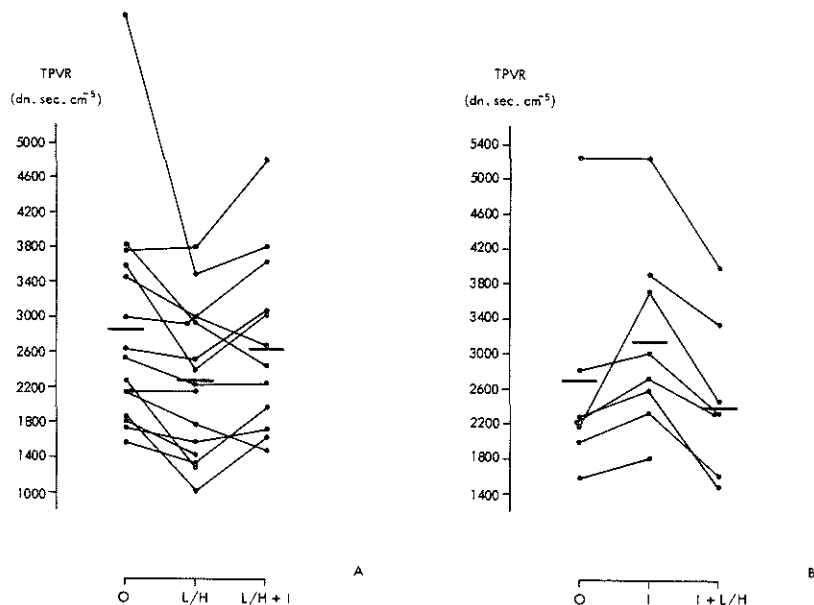 TPVR
(dn. sec. cm⁻⁵)
5000
4600
4200
3800
3400
3000
2600
2200
1800
1400
1000
O
L/H
L/H + I
A
TPVR
(dn. sec. cm⁻⁵)
5400
5000
4600
4200
3800
3400
3000
2600
2200
1800
1400
O
I
I + L/H
B